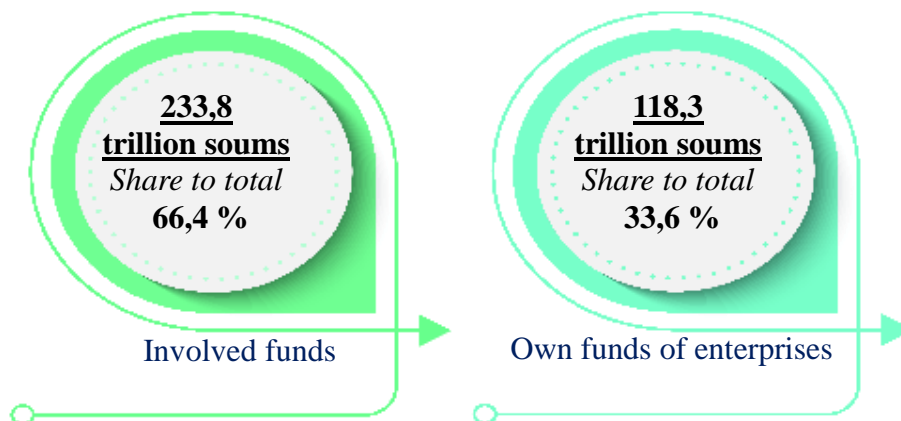 233,8
trillion soums
Share to total
66,4 %
Involved funds
118,3
trillion soums
Share to total
33,6 %
Own funds of enterprises